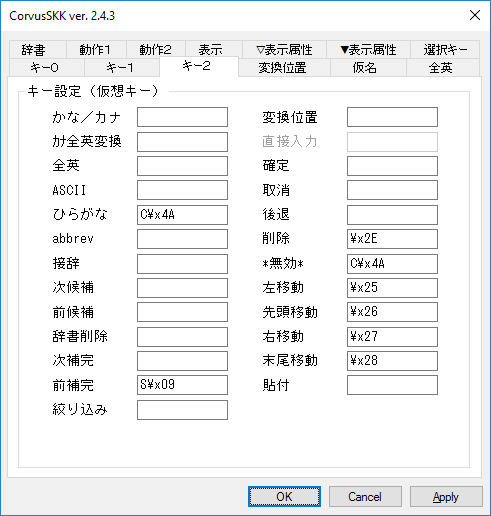 CorvusSKK ver. 2.4.3
辞書 動作1 動作2 表示 ▽表示属性 ▼表示属性 選択キー
キー0 キー1 キー2 変換位置 仮名 全英
キー設定（仮想キー）
かな／カナ 変換位置
ｶﾅ全英変換 直接入力
全英 確定
ASCII 取消
ひらがな C¥x4A 後退
abbrev 削除 ¥x2E
接辞 *無効* C¥x4A
次候補 左移動 ¥x25
前候補 先頭移動 ¥x26
辞書削除 右移動 ¥x27
次補完 末尾移動 ¥x28
前補完 S¥x09 貼付
絞り込み
OK Cancel Apply